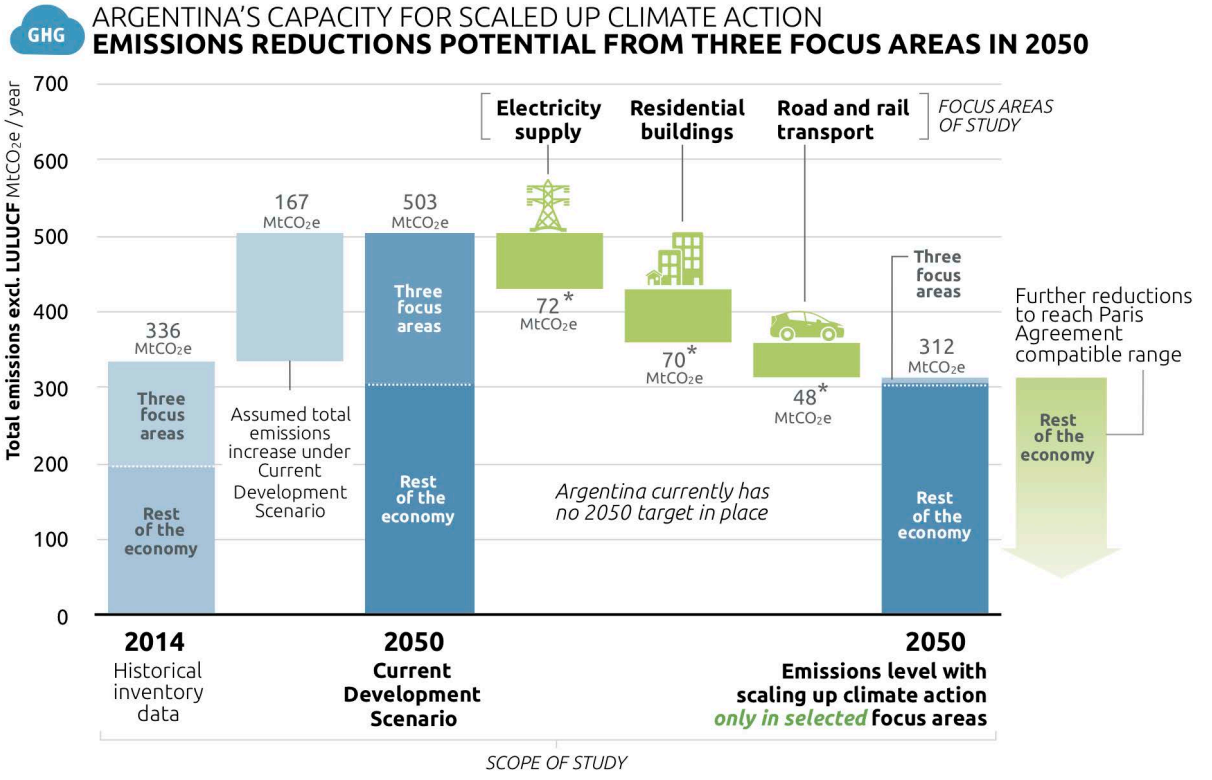 GHG
ARGENTINA'S CAPACITY FOR SCALED UP CLIMATE ACTION
EMISSIONS REDUCTIONS POTENTIAL FROM THREE FOCUS AREAS IN 2050
Total emissions excl. LULUCF MtCO₂e / year
700
600
500
400
300
200
100
0
Electricity
supply
Residential
buildings
Road and rail
transport
FOCUS AREAS
OF STUDY
336
MtCO₂e
Three
focus
areas
Rest
of the
economy
167
MtCO₂e
Assumed total
emissions
increase under
Current
Development
Scenario
503
MtCO₂e
Three
focus
areas
Rest
of the
economy
72*
MtCO₂e
70*
MtCO₂e
48*
MtCO₂e
Argentina currently has
no 2050 target in place
Three
focus
areas
312
MtCO₂e
Rest
of the
economy
Further reductions
to reach Paris
Agreement
compatible range
Rest
of the
economy
2014
Historical
inventory
data
2050
Current
Development
Scenario
2050
Emissions level with
scaling up climate action
only in selected focus areas
SCOPE OF STUDY